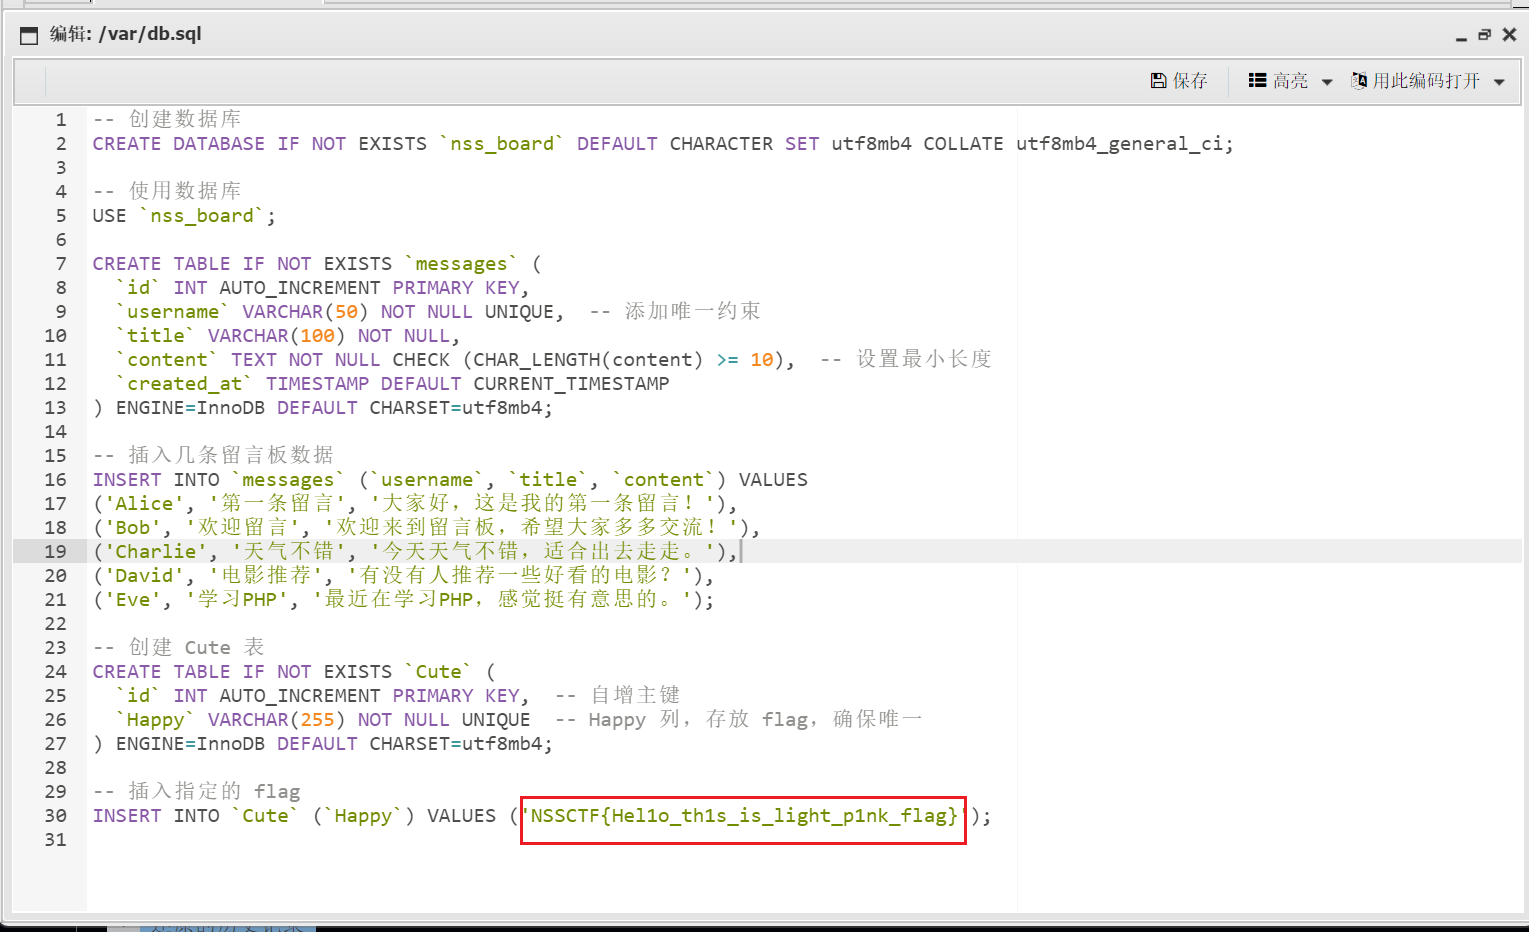 编辑: /var/db.sql
保存 高亮 用此编码打开
1 -- 创建数据库
2 CREATE DATABASE IF NOT EXISTS `nss_board` DEFAULT CHARACTER SET utf8mb4 COLLATE utf8mb4_general_ci;
3
4 -- 使用数据库
5 USE `nss_board`;
6
7 CREATE TABLE IF NOT EXISTS `messages` (
8   `id` INT AUTO_INCREMENT PRIMARY KEY,
9   `username` VARCHAR(50) NOT NULL UNIQUE,  -- 添加唯一约束
10   `title` VARCHAR(100) NOT NULL,
11   `content` TEXT NOT NULL CHECK (CHAR_LENGTH(content) >= 10),  -- 设置最小长度
12   `created_at` TIMESTAMP DEFAULT CURRENT_TIMESTAMP
13 ) ENGINE=InnoDB DEFAULT CHARSET=utf8mb4;
14
15 -- 插入几条留言板数据
16 INSERT INTO `messages` (`username`, `title`, `content`) VALUES
17 ('Alice', '第一条留言', '大家好，这是我的第一条留言！'),
18 ('Bob', '欢迎留言', '欢迎来到留言板，希望大家多多交流！'),
19 ('Charlie', '天气不错', '今天天气不错，适合出去走走。'),
20 ('David', '电影推荐', '有没有人推荐一些好看的电影？'),
21 ('Eve', '学习PHP', '最近在学习PHP，感觉挺有意思的。');
22
23 -- 创建 Cute 表
24 CREATE TABLE IF NOT EXISTS `Cute` (
25   `id` INT AUTO_INCREMENT PRIMARY KEY,  -- 自增主键
26   `Happy` VARCHAR(255) NOT NULL UNIQUE  -- Happy 列，存放 flag，确保唯一
27 ) ENGINE=InnoDB DEFAULT CHARSET=utf8mb4;
28
29 -- 插入指定的 flag
30 INSERT INTO `Cute` (`Happy`) VALUES ('NSSCTF{Hel1o_th1s_is_light_p1nk_flag}');
31